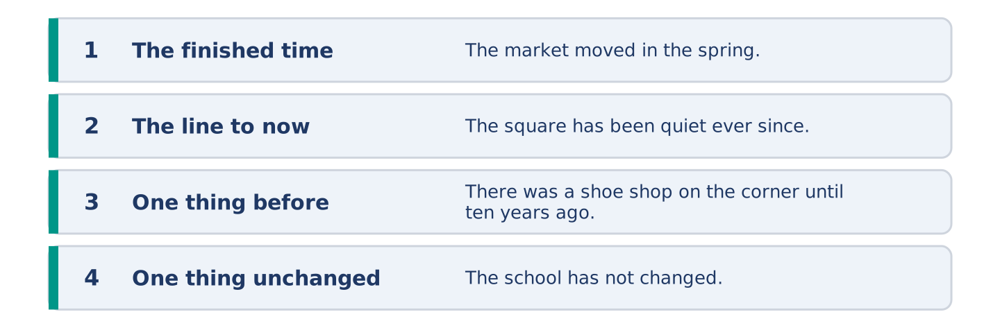 1 The finished time The market moved in the spring.
2 The line to now The square has been quiet ever since.
3 One thing before There was a shoe shop on the corner until
ten years ago.
4 One thing unchanged The school has not changed.